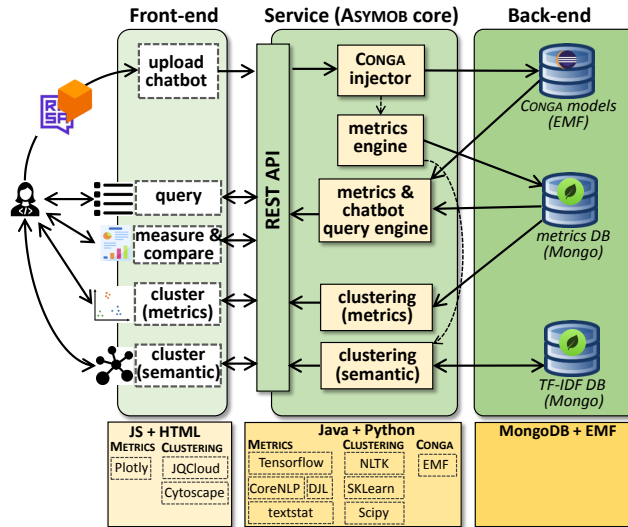 Front-end
Service (ASYMOB core)
Back-end
upload
chatbot
REST API
CONGA
injector
CONGA models
(EMF)
RSA
metrics
engine
query
metrics &
chatbot
query engine
measure &
compare
metrics DB
(Mongo)
cluster
(metrics)
clustering
(metrics)
cluster
(semantic)
clustering
(semantic)
TF-IDF DB
(Mongo)
JS + HTML
METRICS CLUSTERING
Plotly
JQCloud
Cytoscape
Java + Python
METRICS CLUSTERING CONGA
Tensorflow NLTK EMF
CoreNLP DJL SKLearn
textstat Scipy
MongoDB + EMF